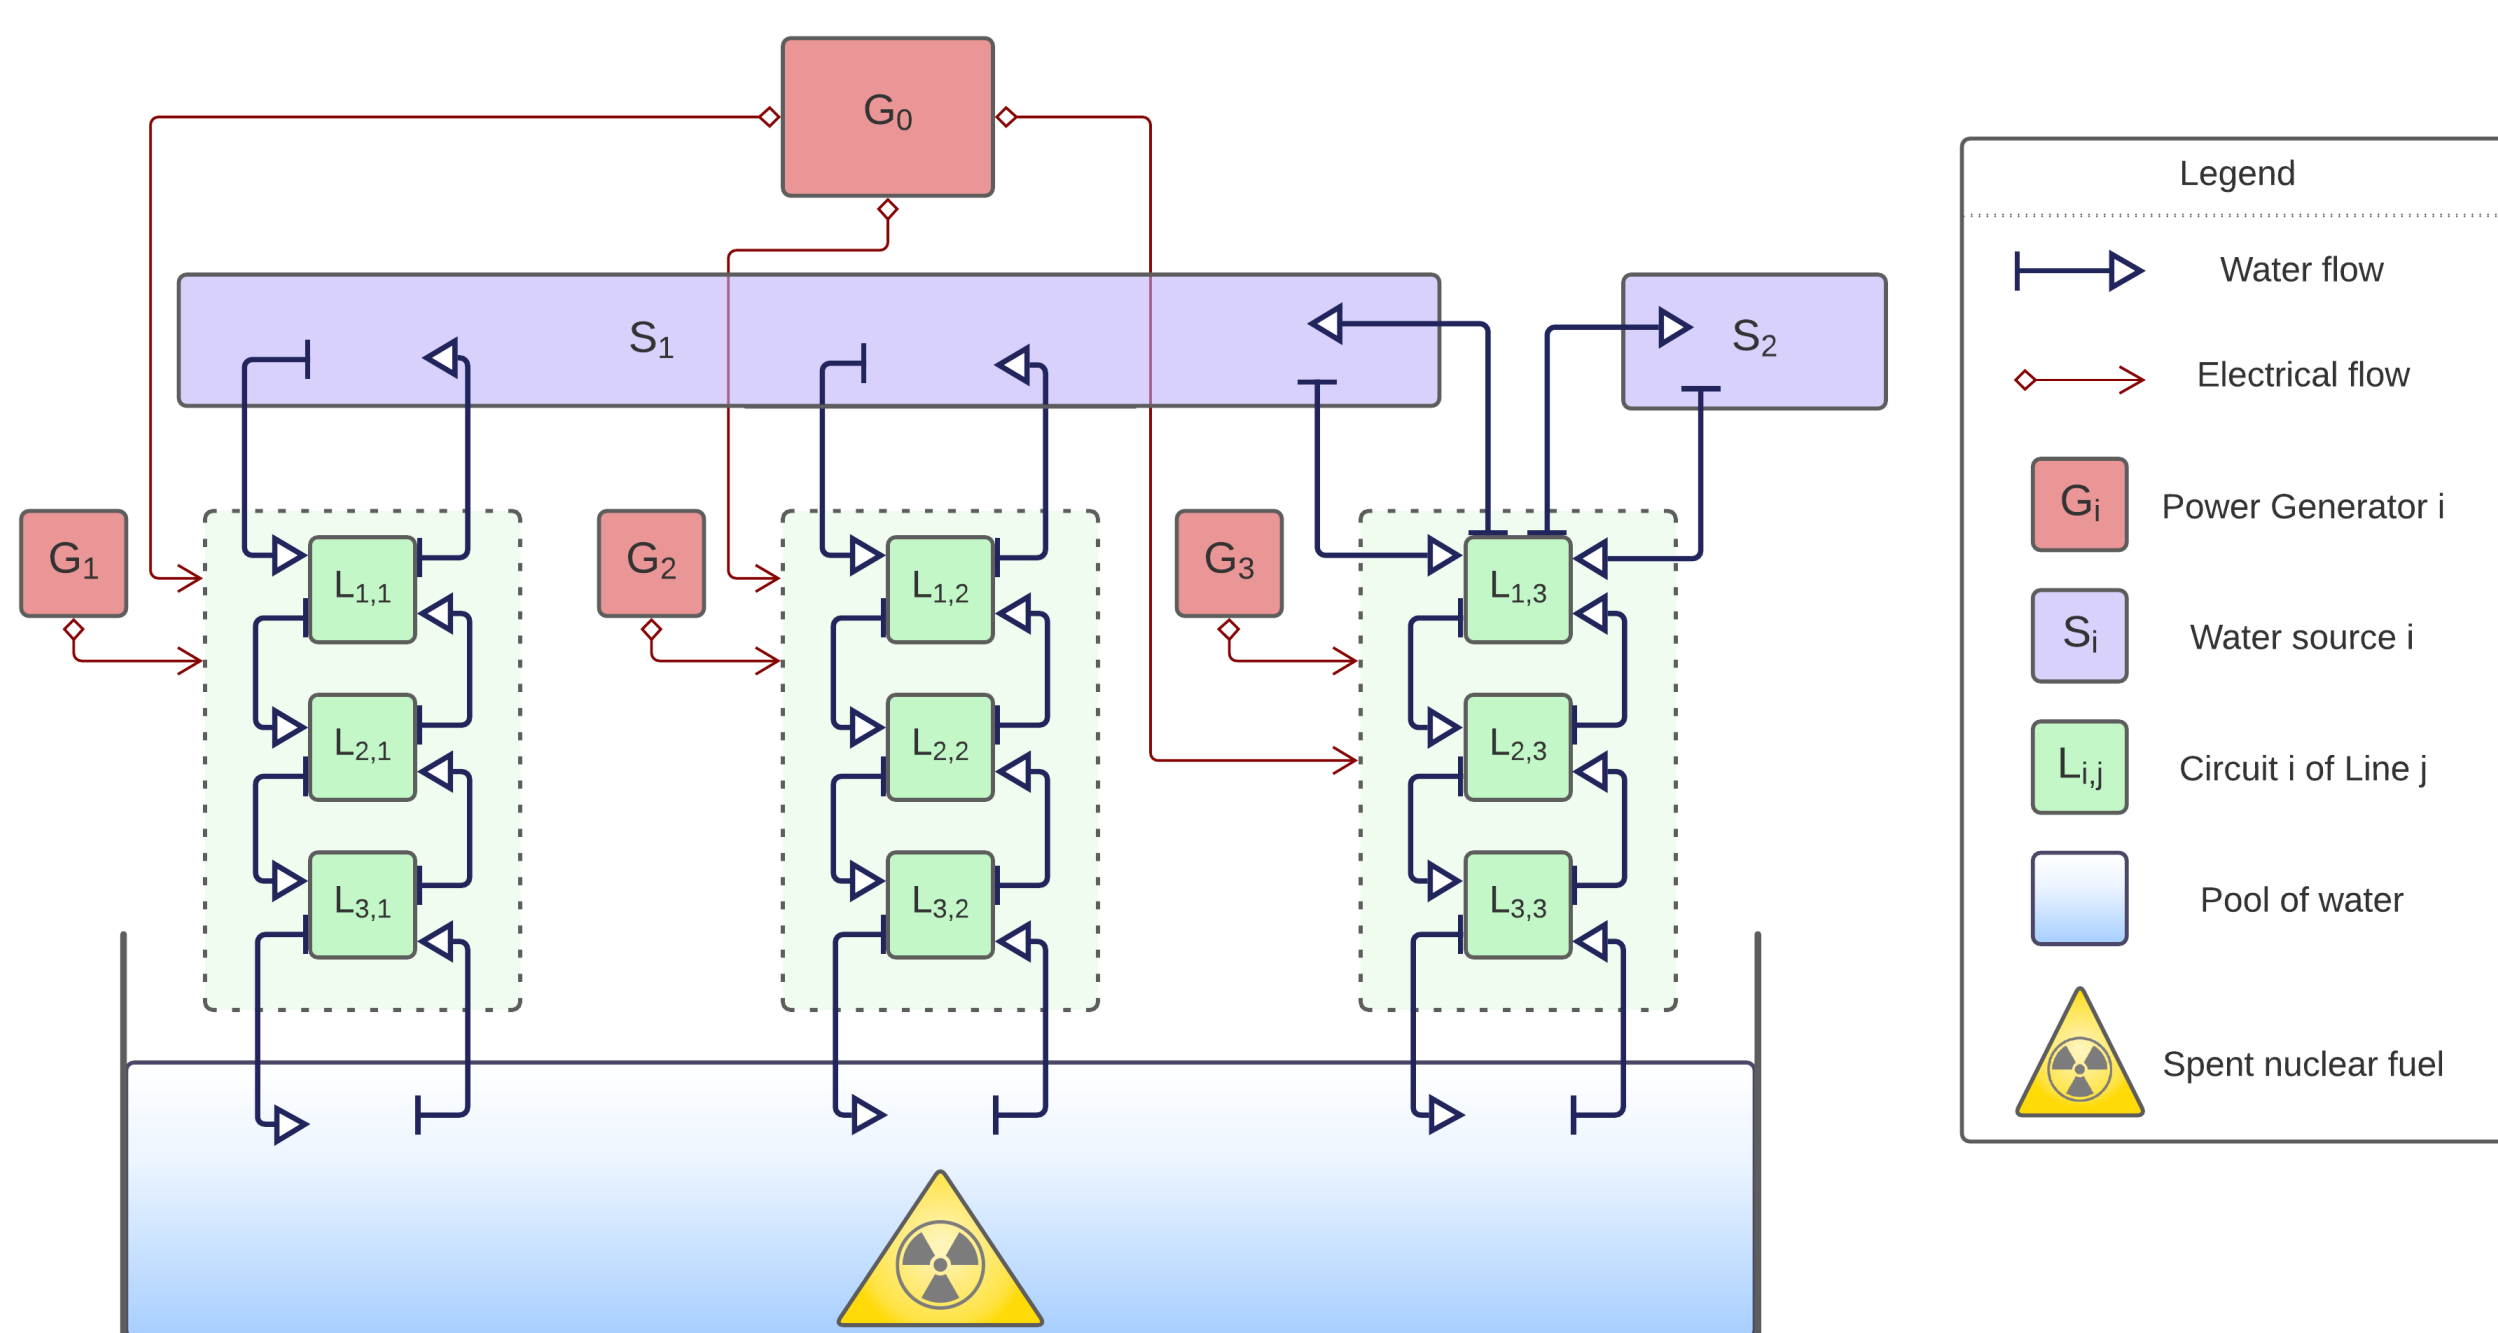 G0
S1
S2
G1
G2
G3
L1,1
L1,2
L1,3
L2,1
L2,2
L2,3
L3,1
L3,2
L3,3
Legend
Water flow
Electrical flow
Gi Power Generator i
Si Water source i
Li,j Circuit i of Line j
Pool of water
Spent nuclear fuel